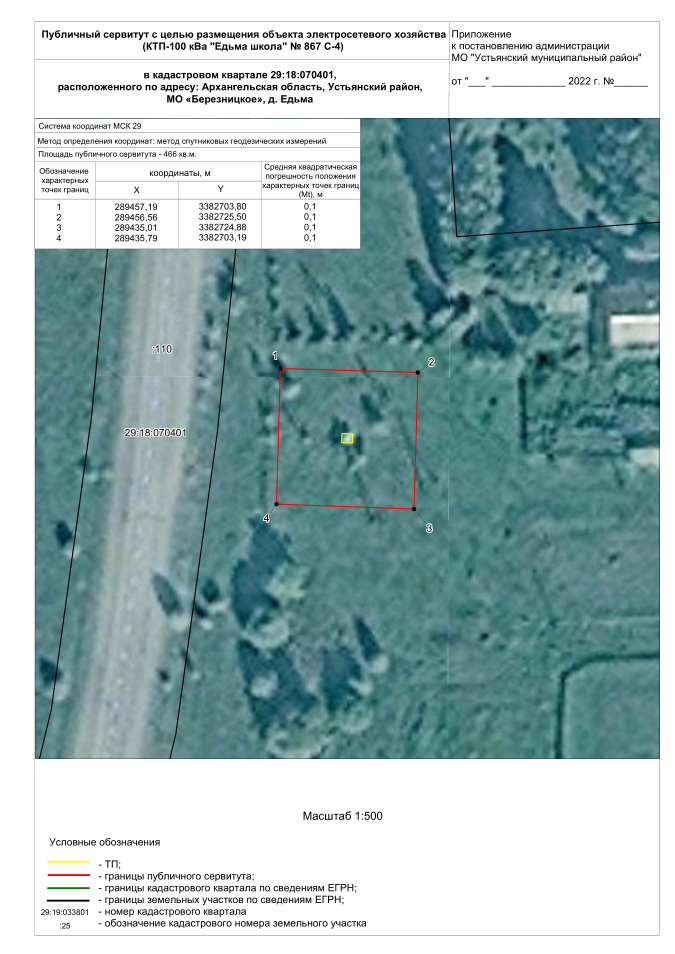 Публичный сервитут с целью размещения объекта электросетевого хозяйства
(КТП-100 кВа "Едьма школа" № 867 С-4)
в кадастровом квартале 29:18:070401,
расположенного по адресу: Архангельская область, Устьянский район,
МО «Березницкое», д. Едьма
Приложение
к постановлению администрации
МО "Устьянский муниципальный район"
от "___" _____________ 2022 г. №______
Система координат МСК 29
Метод определения координат: метод спутниковых геодезических измерений
Площадь публичного сервитута - 466 кв.м.
Обозначение характерных точек границ
координаты, м
X Y
Средняя квадратическая погрешность положения характерных точек границ (Mt), м
1 289457,19 3382703,80 0,1
2 289456,56 3382725,50 0,1
3 289435,01 3382724,88 0,1
4 289435,79 3382703,19 0,1
:110
1
2
29:18:070401
4
3
Масштаб 1:500
Условные обозначения
- ТП;
- границы публичного сервитута;
- границы кадастрового квартала по сведениям ЕГРН;
- границы земельных участков по сведениям ЕГРН;
29:19:033801 - номер кадастрового квартала
:25 - обозначение кадастрового номера земельного участка